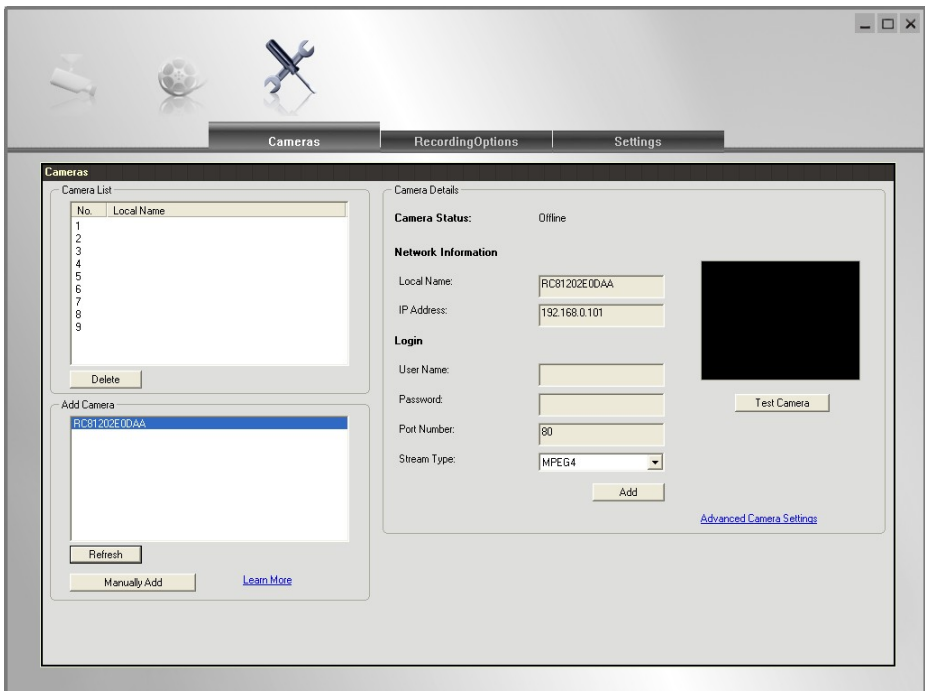 Cameras
RecordingOptions
Settings
Cameras
Camera List
No. Local Name
1
2
3
4
5
6
7
8
9
Delete
Add Camera
RC81202E0DAA
Refresh
Manually Add
Learn More
Camera Details
Camera Status: Offline
Network Information
Local Name: RC81202E0DAA
IP Address: 192.168.0.101
Login
User Name:
Password:
Port Number: 80
Stream Type: MPEG4
Add
Test Camera
Advanced Camera Settings